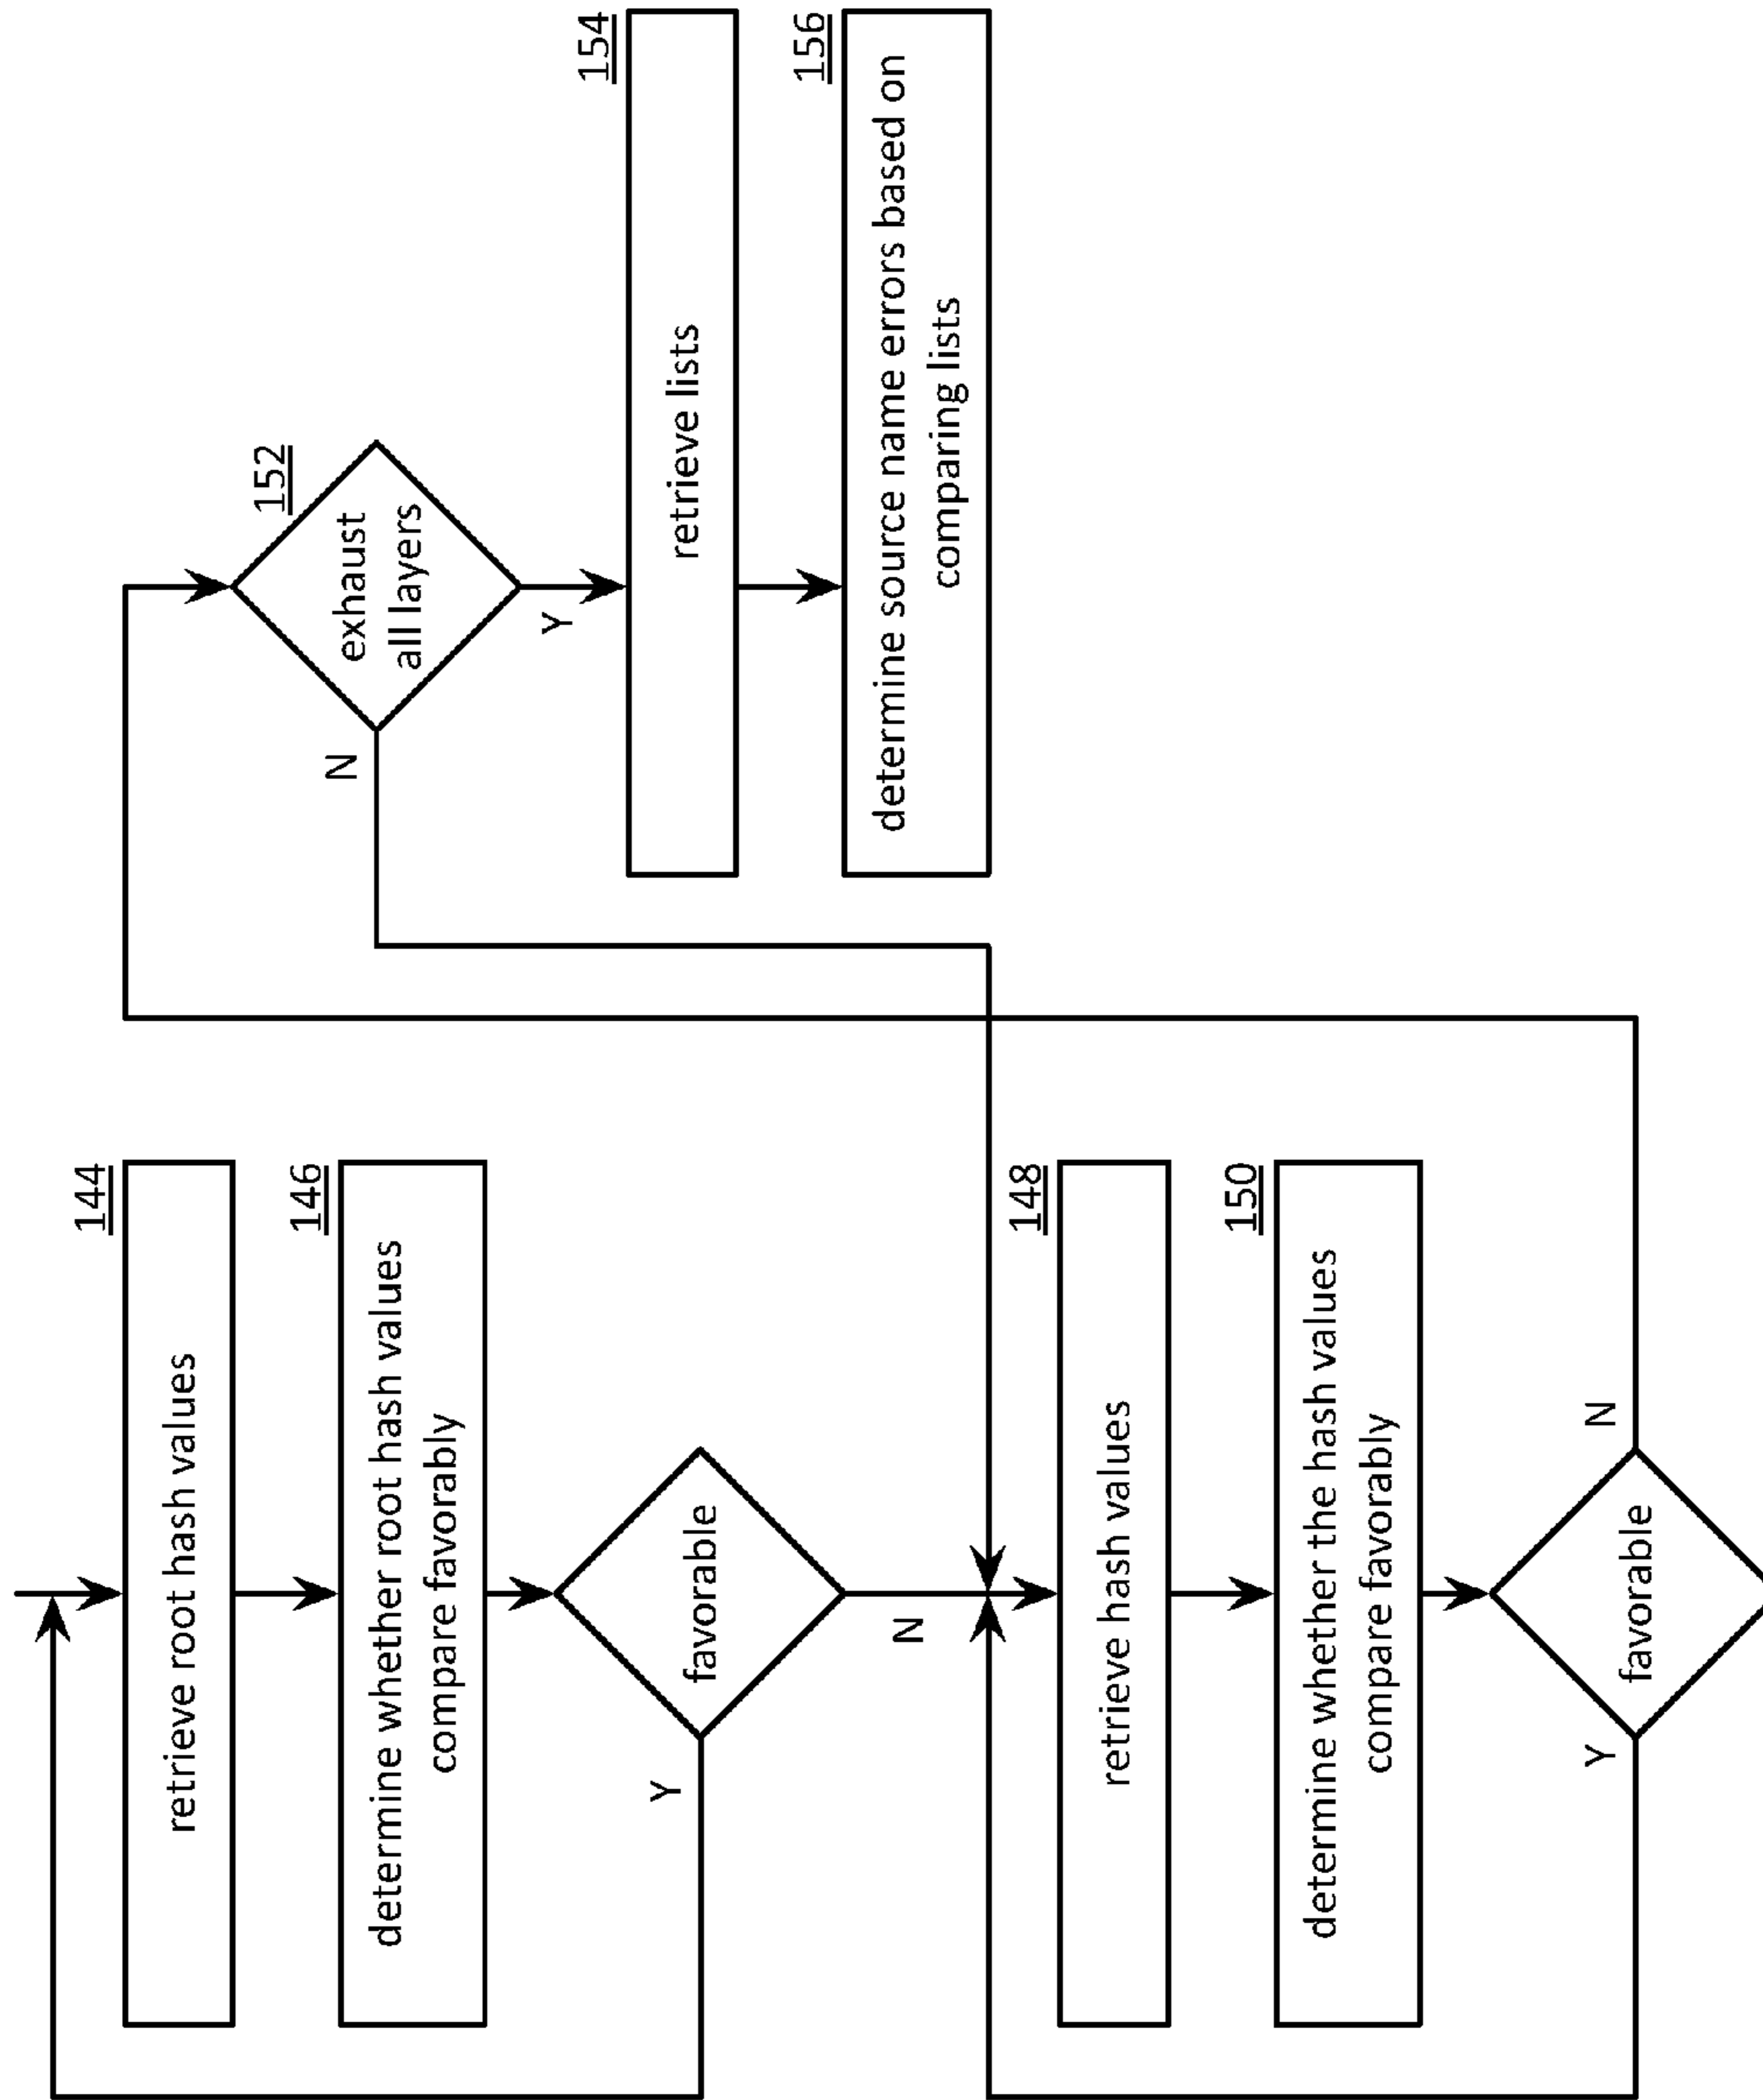 144
retrieve root hash values
146
determine whether root hash values
compare favorably
favorable
Y
N
148
retrieve hash values
150
determine whether the hash values
compare favorably
favorable
Y
N
152
exhaust
all layers
N
Y
154
retrieve lists
156
determine source name errors based on
comparing lists